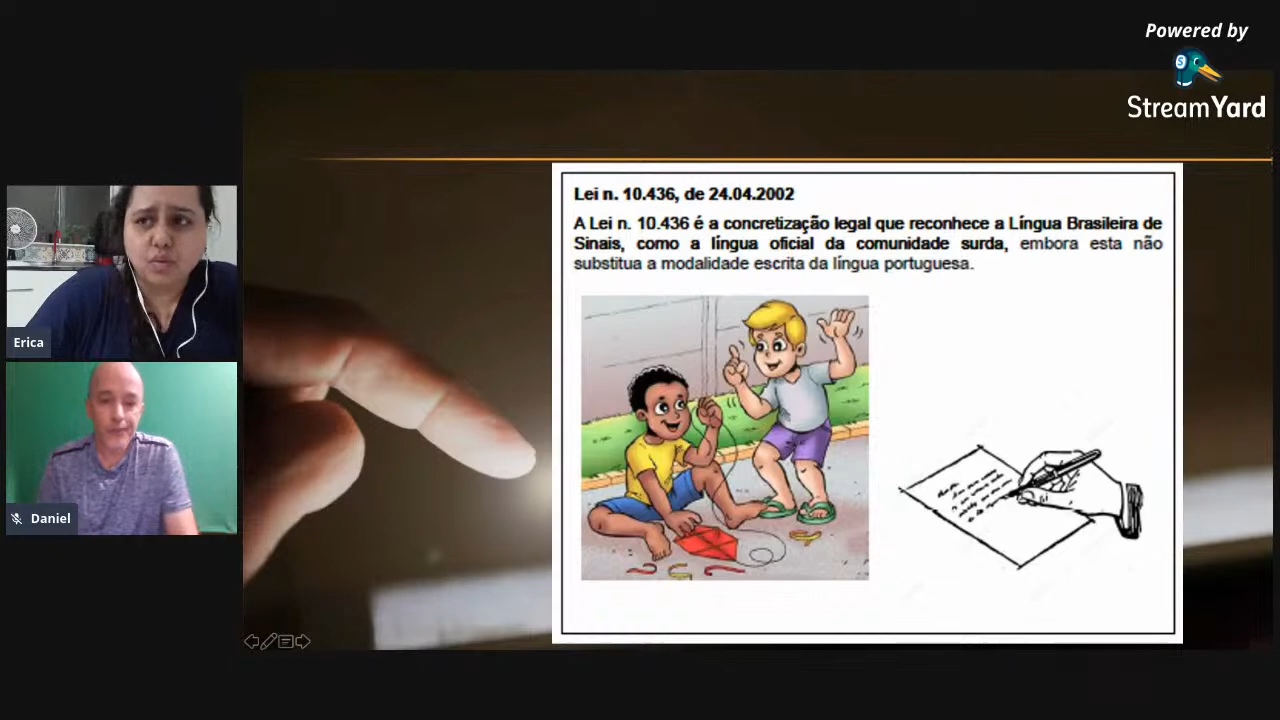 Powered by
StreamYard
Lei n. 10.436, de 24.04.2002
A Lei n. 10.436 é a concretização legal que reconhece a Língua Brasileira de
Sinais, como a língua oficial da comunidade surda, embora esta não
substitua a modalidade escrita da língua portuguesa.
Erica
Daniel